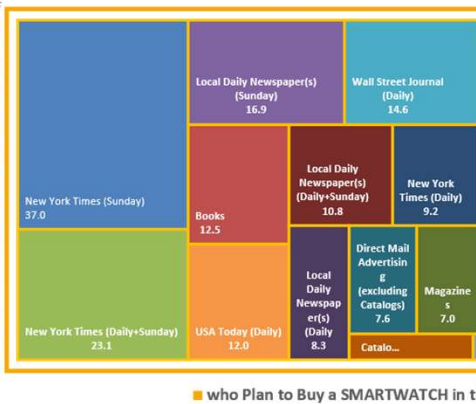 Local Daily Newspaper(s)
(Sunday)
16.9
Wall Street Journal
(Daily)
14.6
New York Times (Sunday)
37.0
Books
12.5
Local Daily
Newspaper(s)
(Daily+Sunday)
10.8
New York
Times (Daily)
9.2
New York Times (Daily+Sunday)
23.1
USA Today (Daily)
12.0
Local
Daily
Newspap
er(s)
(Daily
8.3
Direct Mail
Advertisin
g
(excluding
Catalogs)
7.6
Magazine
s
7.0
Catalo...
who Plan to Buy a SMARTWATCH in t